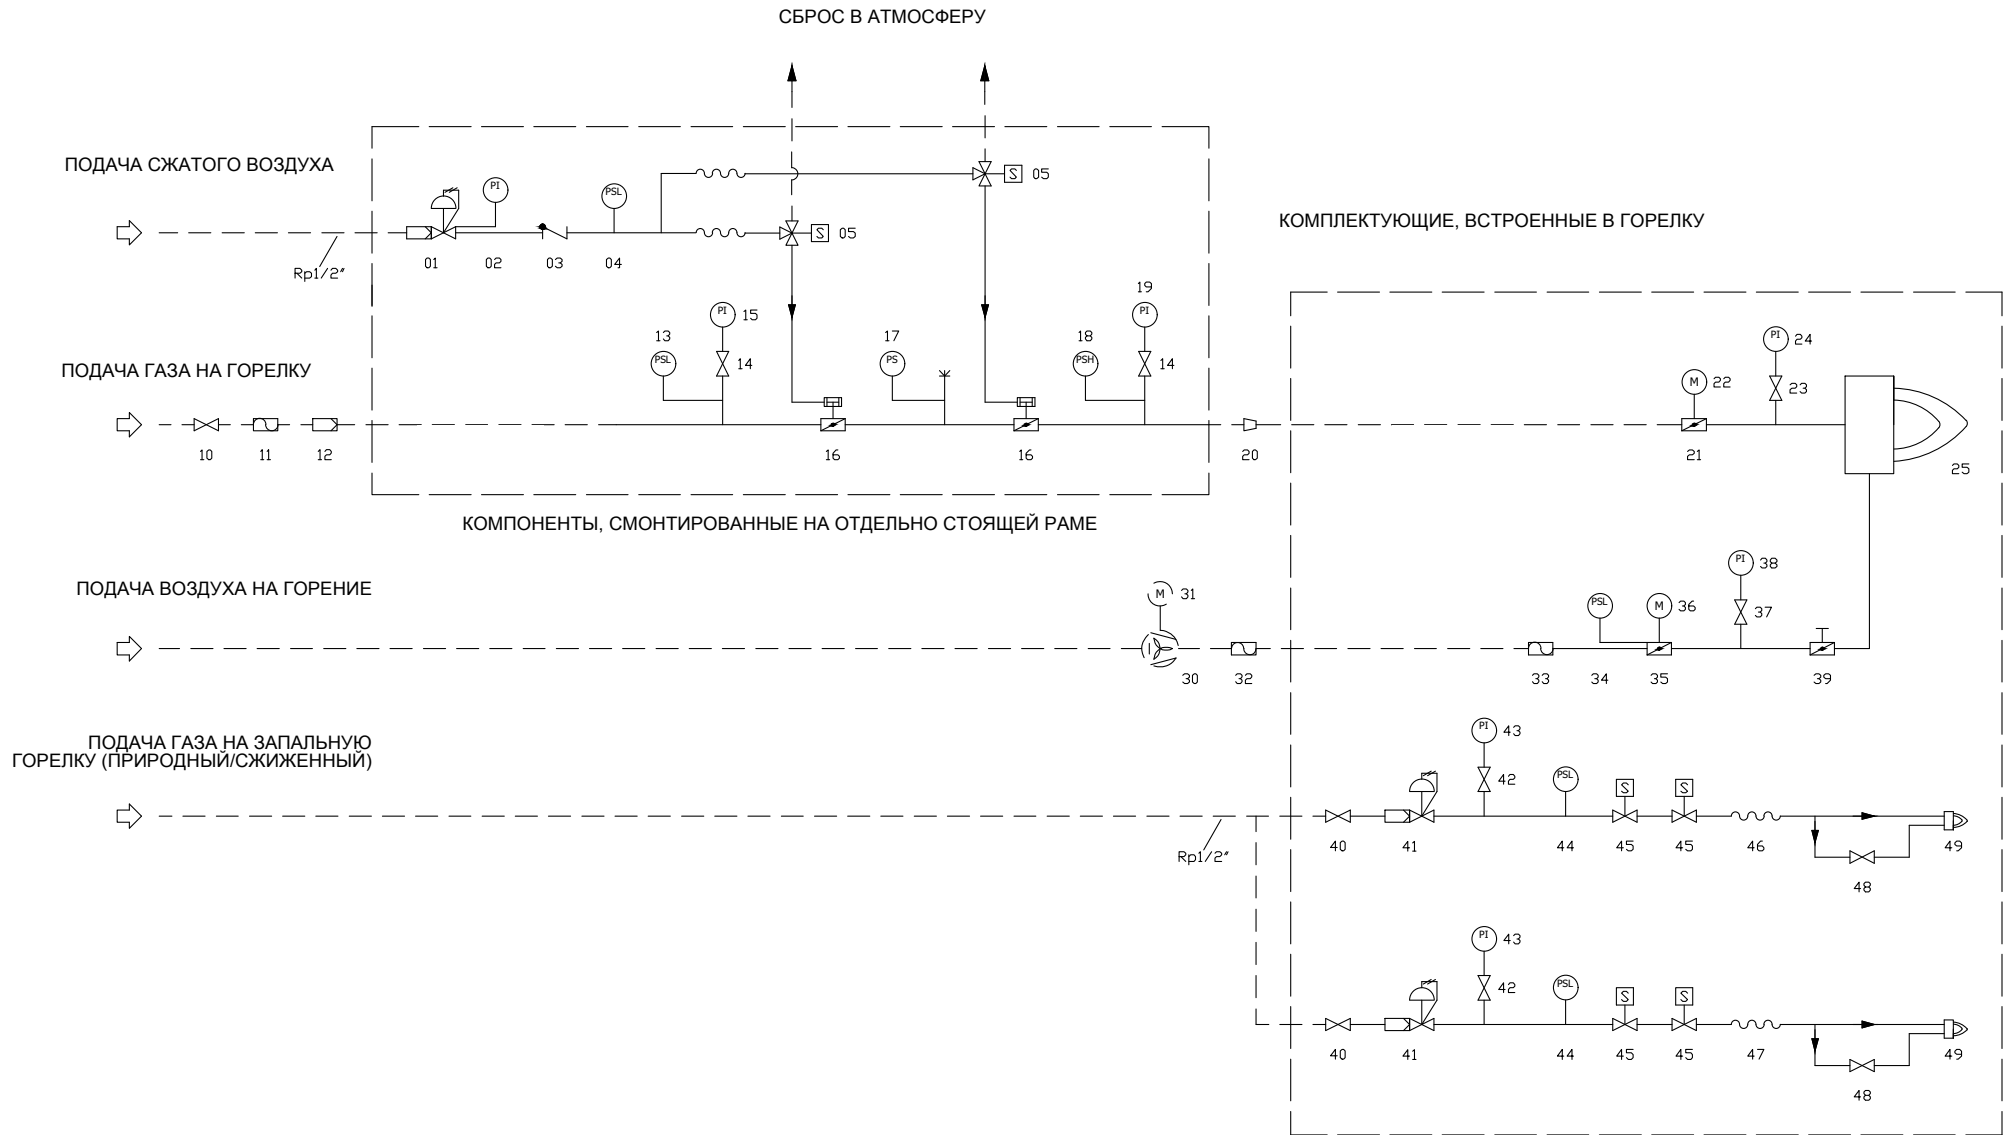 СБРОС В АТМОСФЕРУ
ПОДАЧА СЖАТОГО ВОЗДУХА
PI
PSL
S 05
S 05
Rp1/2"
01 02 03 04
КОМПЛЕКТУЮЩИЕ, ВСТРОЕННЫЕ В ГОРЕЛКУ
ПОДАЧА ГАЗА НА ГОРЕЛКУ
13
PSL
PI 15
14
17
PS
18
PSH
19
PI
14
M 22
PI 24
23
10 11 12 16 16 20 21 25
КОМПОНЕНТЫ, СМОНТИРОВАННЫЕ НА ОТДЕЛЬНО СТОЯЩЕЙ РАМЕ
ПОДАЧА ВОЗДУХА НА ГОРЕНИЕ
M 31
PSL
M 36
PI 38
37
30 32 33 34 35 39
ПОДАЧА ГАЗА НА ЗАПАЛЬНУЮ
ГОРЕЛКУ (ПРИРОДНЫЙ/СЖИЖЕННЫЙ)
PI 43
42
PSL
S
S
Rp1/2"
40 41 44 45 45 46 49
48
PI 43
42
PSL
S
S
40 41 44 45 45 47 49
48